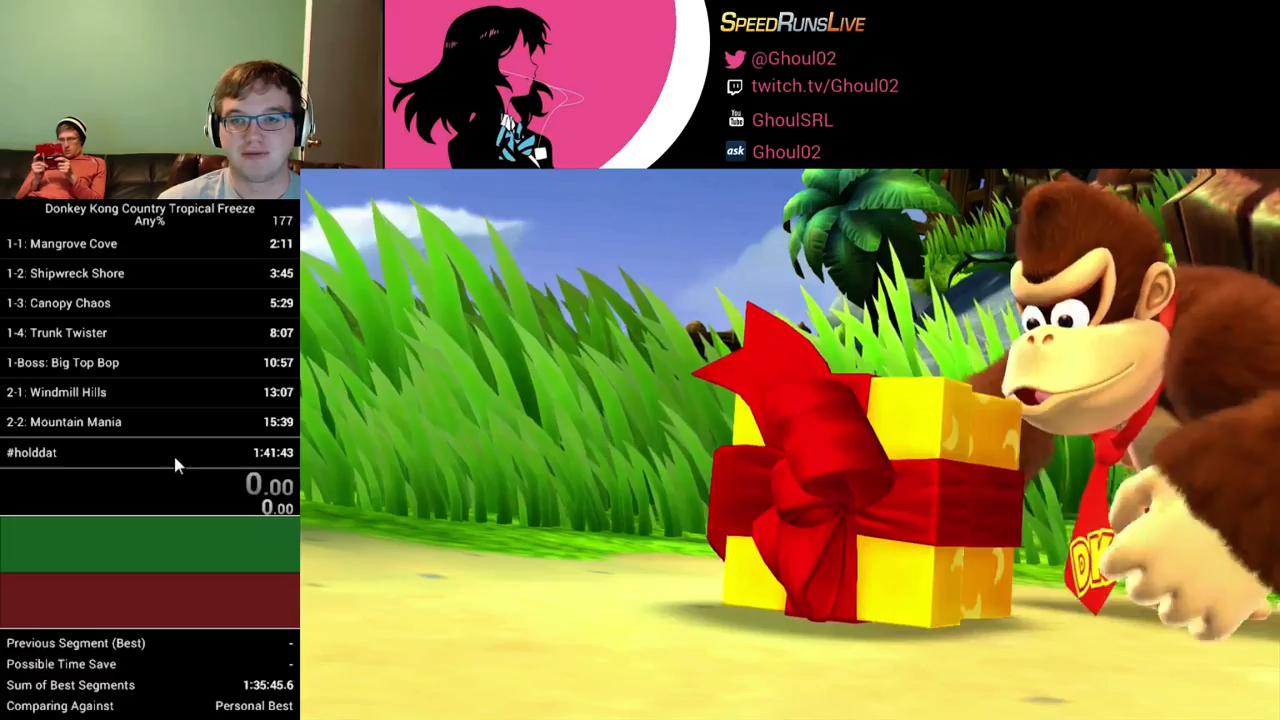 SPEEDRUNSLIVE
@Ghoul02
twitch.tv/Ghoul02
You Tube GhoulSRL
ask Ghoul02
Donkey Kong Country Tropical Freeze
Any% 177
1-1: Mangrove Cove 2:11
1-2: Shipwreck Shore 3:45
1-3: Canopy Chaos 5:29
1-4: Trunk Twister 8:07
1-Boss: Big Top Bop 10:57
2-1: Windmill Hills 13:07
2-2: Mountain Mania 15:39
#holddat 1:41:43
0.00
0.00
Previous Segment (Best) -
Possible Time Save -
Sum of Best Segments 1:35:45.6
Comparing Against Personal Best
DK